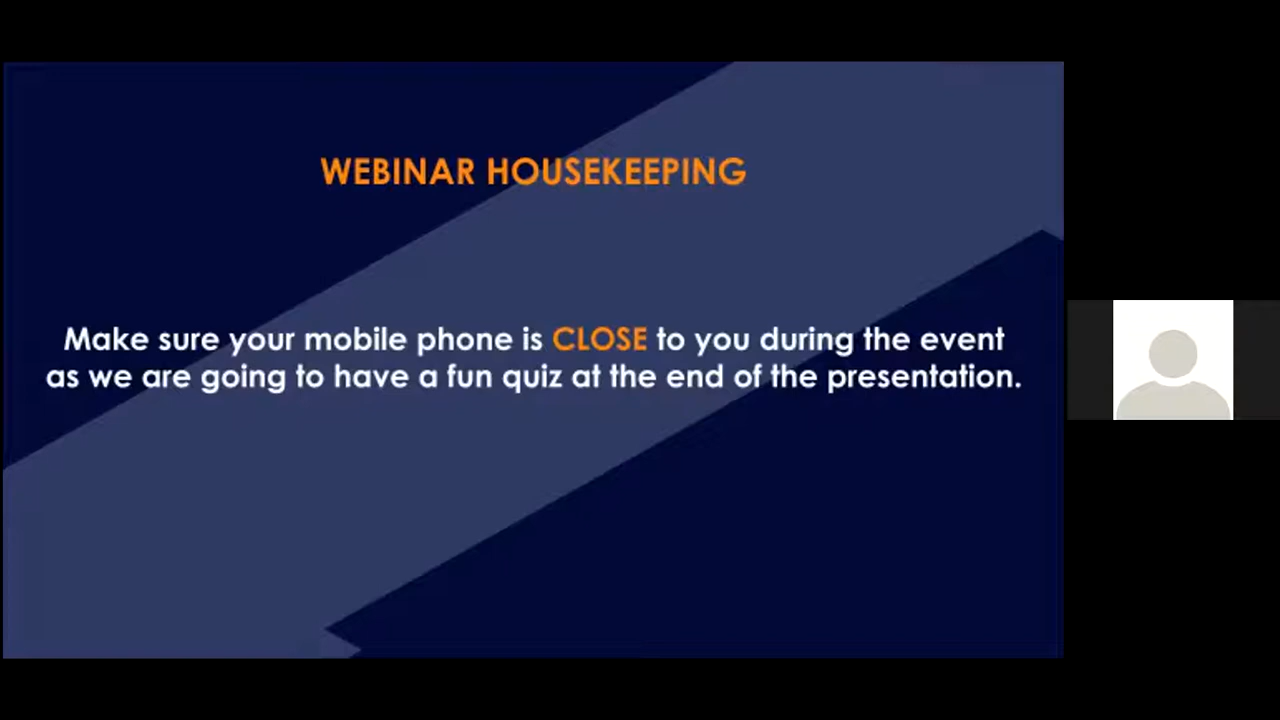 WEBINAR HOUSEKEEPING
Make sure your mobile phone is CLOSE to you during the event
as we are going to have a fun quiz at the end of the presentation.